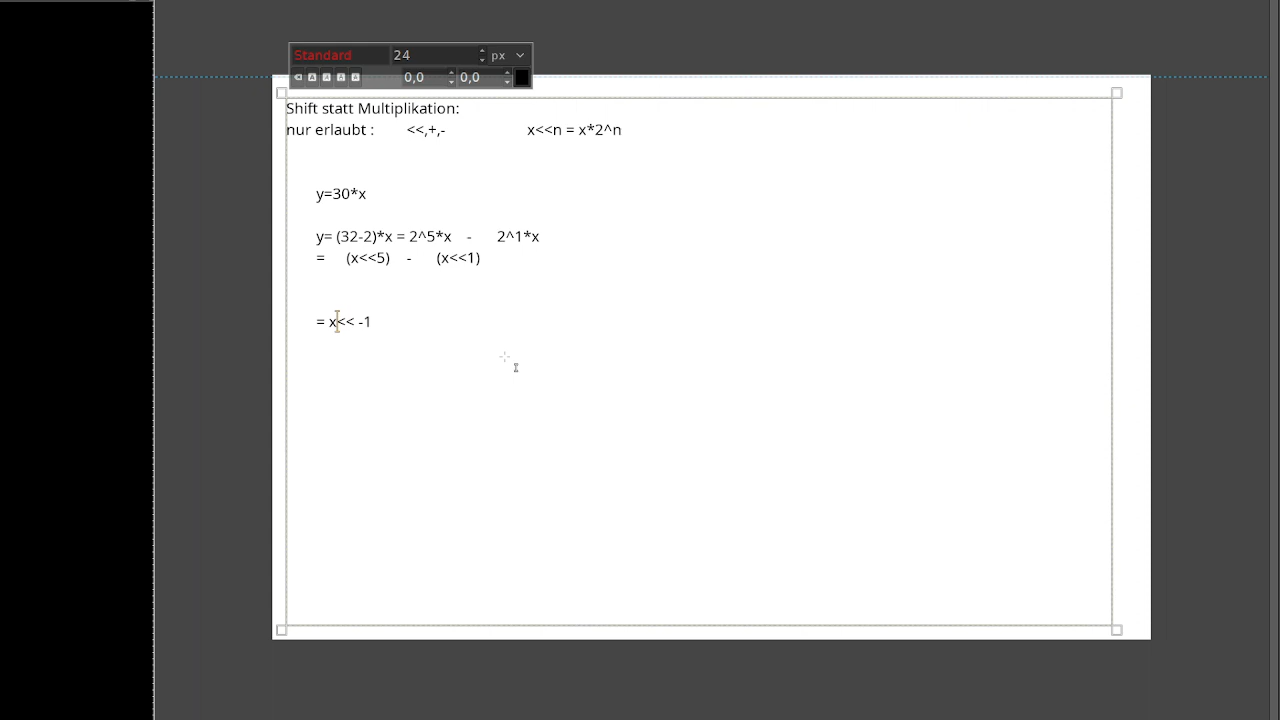 Standard 24 px
0,0 0,0
Shift statt Multiplikation:
nur erlaubt : <<,+,- x<<n = x*2^n
y=30*x
y= (32-2)*x = 2^5*x - 2^1*x
= (x<<5) - (x<<1)
= x<< -1